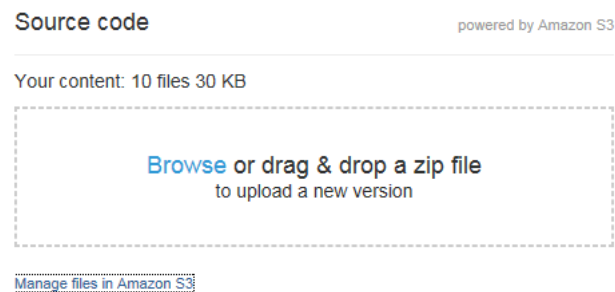 Source code powered by Amazon S3
Your content: 10 files 30 KB
Browse or drag & drop a zip file
to upload a new version
Manage files in Amazon S3